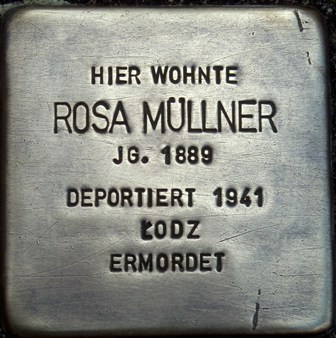 HIER WOHNTE
ROSA MÜLLNER
JG. 1889
DEPORTIERT 1941
ŁODZ
ERMORDET